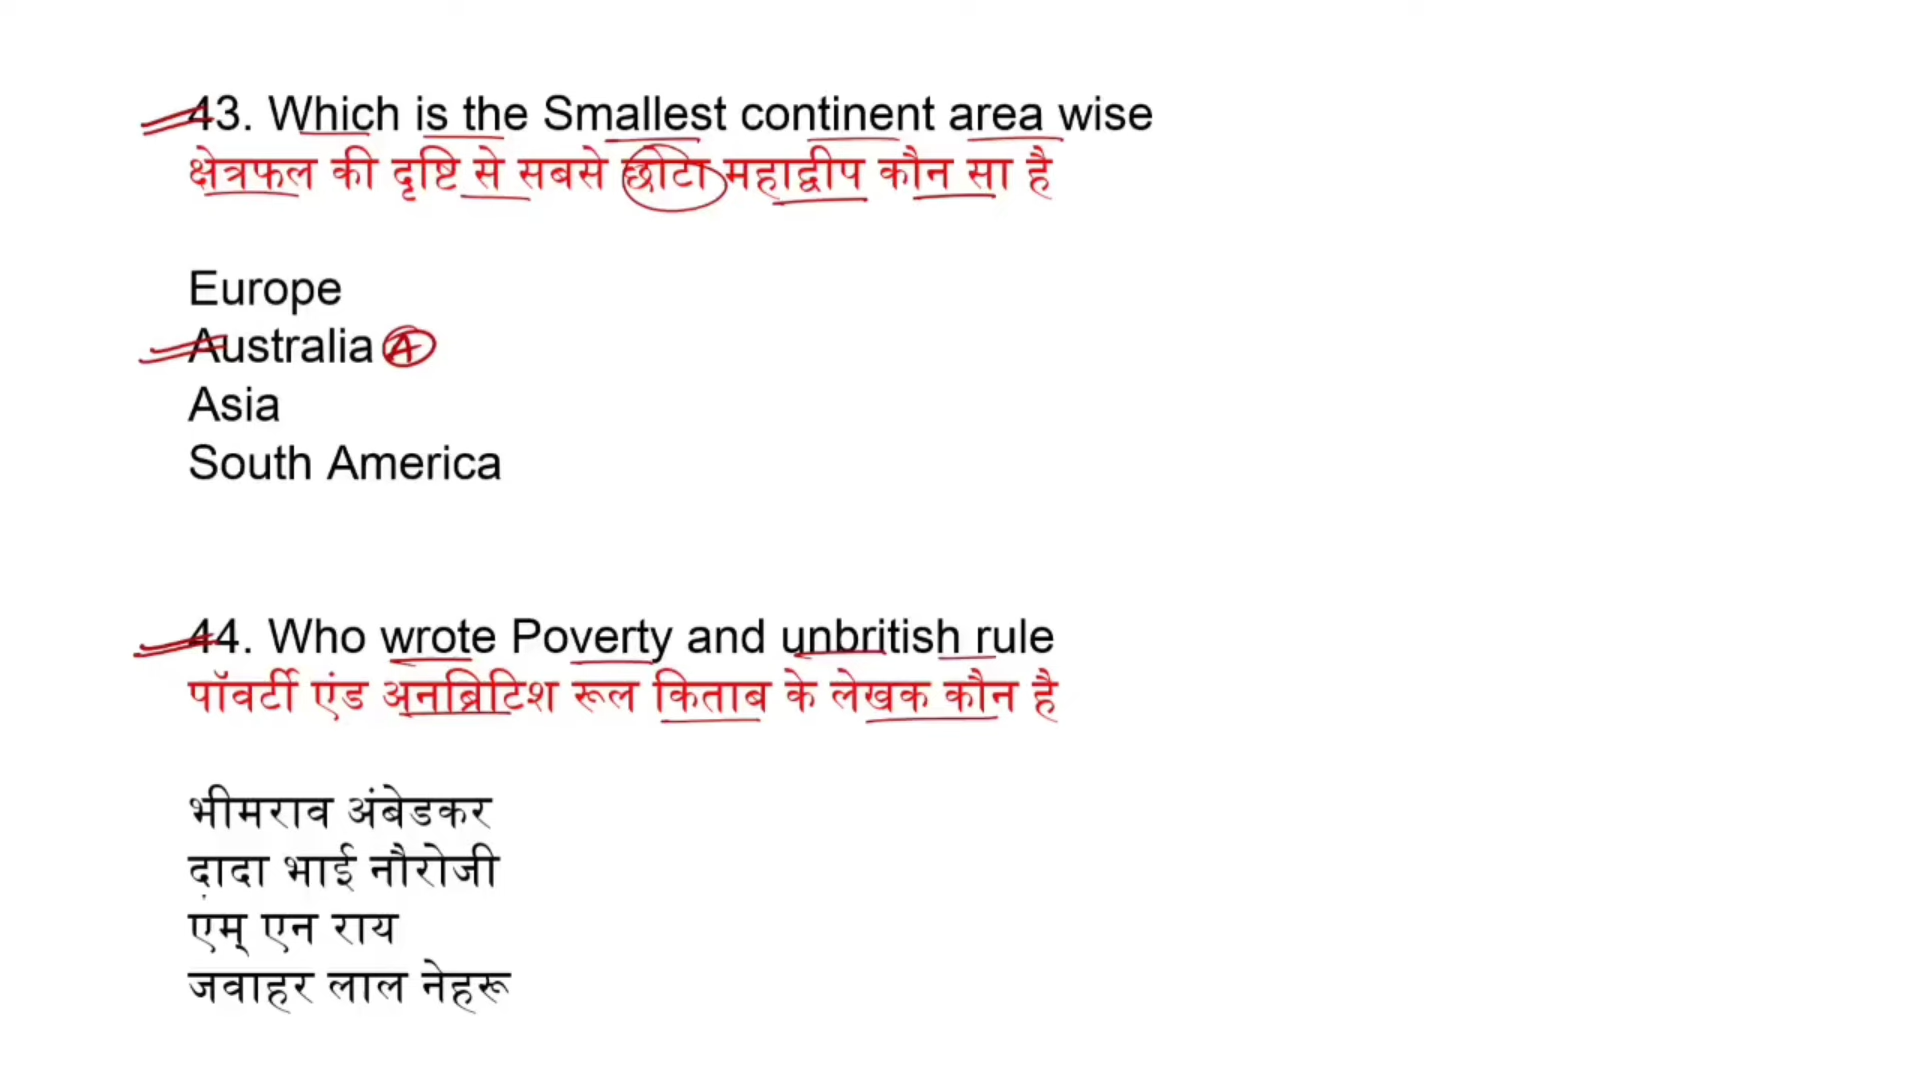 43. Which is the Smallest continent area wise
क्षेत्रफल की दृष्टि से सबसे छोटा महाद्वीप कौन सा है
Europe
Australia A
Asia
South America
44. Who wrote Poverty and unbritish rule
पॉवर्टी एंड अनब्रिटिश रूल किताब के लेखक कौन है
भीमराव अंबेडकर
दादा भाई नौरोजी
एम् एन राय
जवाहर लाल नेहरू